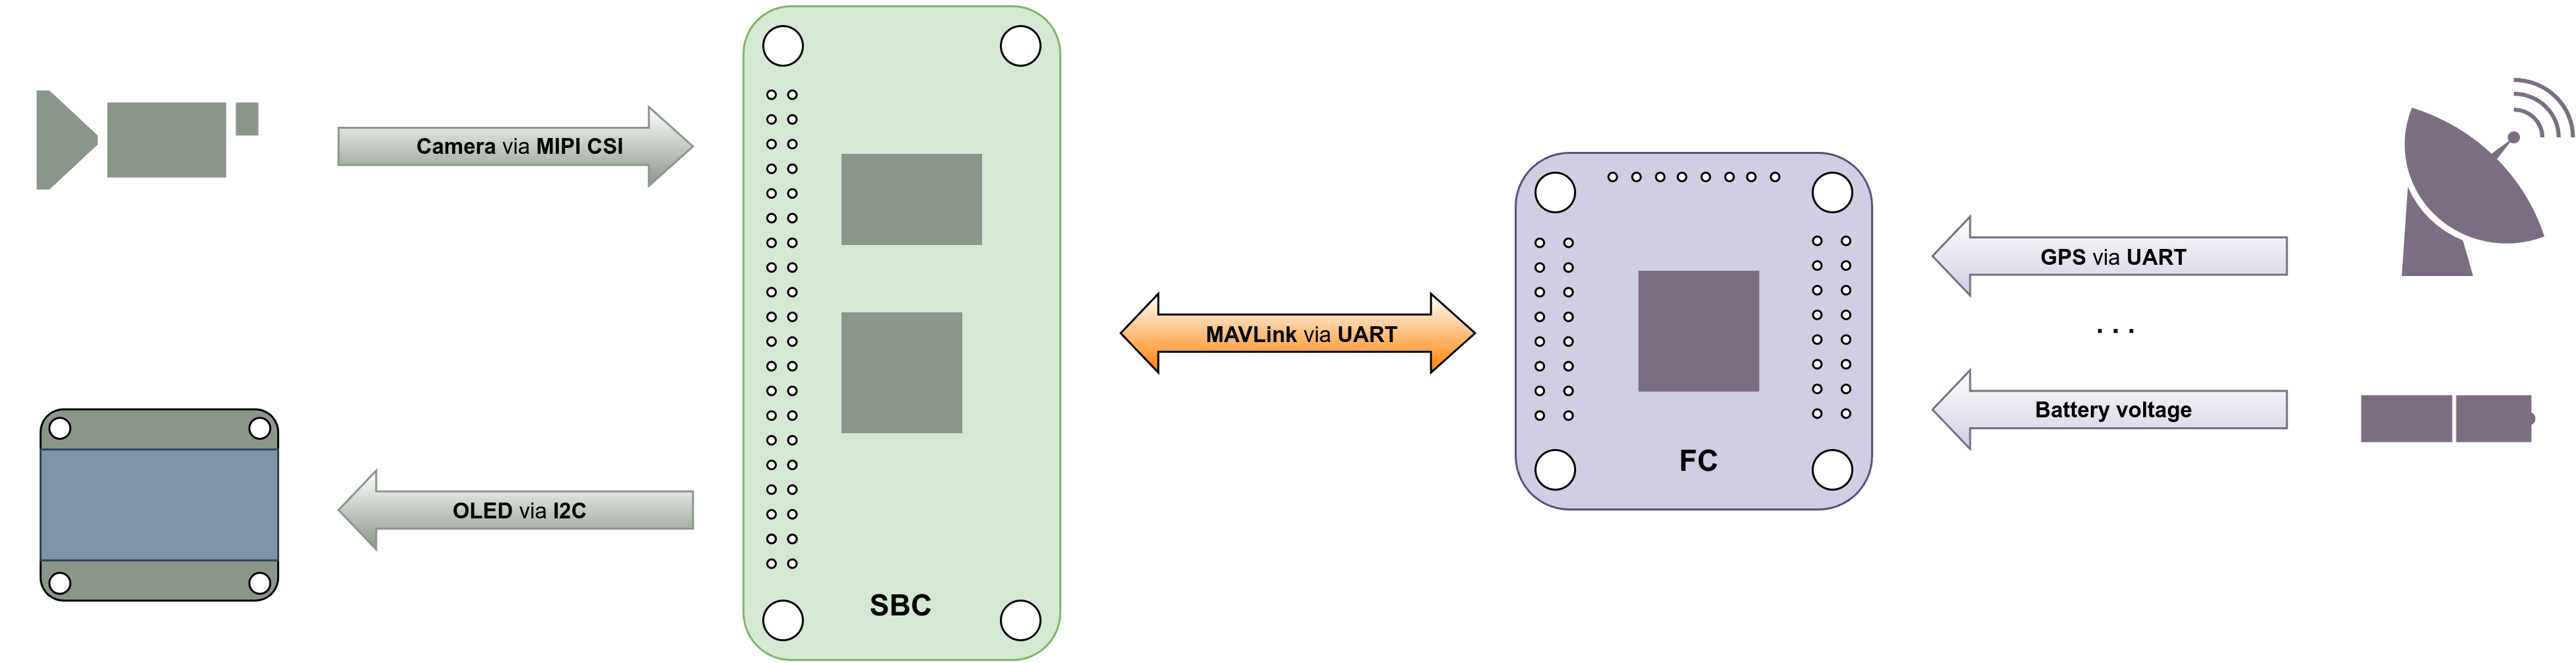 Camera via MIPI CSI
OLED via I2C
SBC
MAVLink via UART
FC
GPS via UART
. . .
Battery voltage